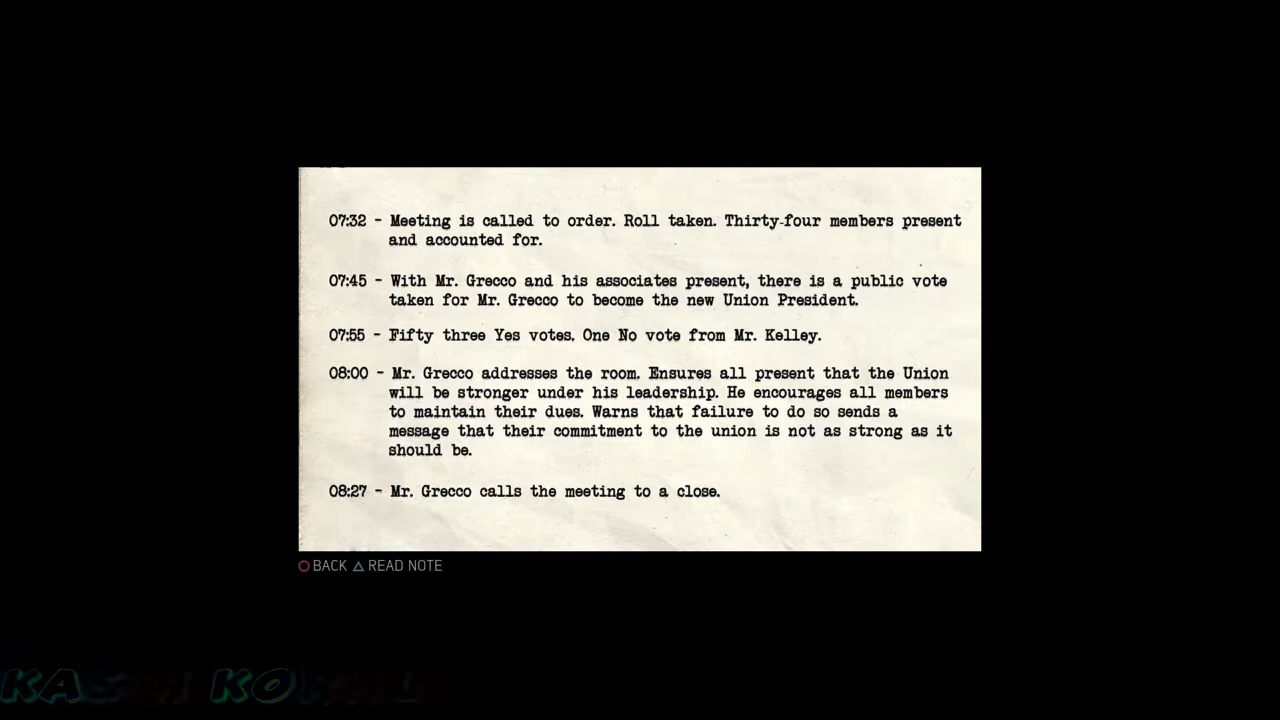 07:32 - Meeting is called to order. Roll taken. Thirty-four members present
and accounted for.
07:45 - With Mr. Grecco and his associates present, there is a public vote
taken for Mr. Grecco to become the new Union President.
07:55 - Fifty three Yes votes. One No vote from Mr. Kelley.
08:00 - Mr. Grecco addresses the room. Ensures all present that the Union
will be stronger under his leadership. He encourages all members
to maintain their dues. Warns that failure to do so sends a
message that their commitment to the union is not as strong as it
should be.
08:27 - Mr. Grecco calls the meeting to a close.
BACK READ NOTE